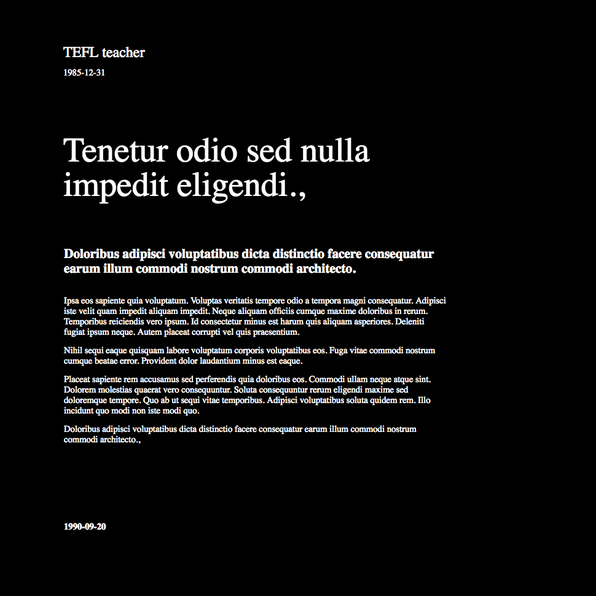 TEFL teacher
1985-12-31
Tenetur odio sed nulla
impedit eligendi.,
Doloribus adipisci voluptatibus dicta distinctio facere consequatur
earum illum commodi nostrum commodi architecto.
Ipsa eos sapiente quia voluptatum. Voluptas veritatis tempore odio a tempora magni consequatur. Adipisci
iste velit quam impedit aliquam impedit. Neque aliquam officiis cumque maxime doloribus in rerum.
Temporibus reiciendis vero ipsum. Id consectetur minus est harum quis aliquam asperiores. Deleniti
fugiat ipsum neque. Autem placeat corrupti vel quis praesentium.
Nihil sequi eaque quisquam labore voluptatum corporis voluptatibus eos. Fuga vitae commodi nostrum
cumque beatae error. Provident dolor laudantium minus est eaque.
Placeat sapiente rem accusamus sed perferendis quia doloribus eos. Commodi ullam neque atque sint.
Dolorem molestias quaerat vero consequuntur. Soluta consequuntur rerum eligendi maxime sed
doloremque tempore. Quo ab ut sequi vitae temporibus. Adipisci voluptatibus soluta quidem rem. Illo
incidunt quo modi non iste modi quo.
Doloribus adipisci voluptatibus dicta distinctio facere consequatur earum illum commodi nostrum
commodi architecto.,
1990-09-20